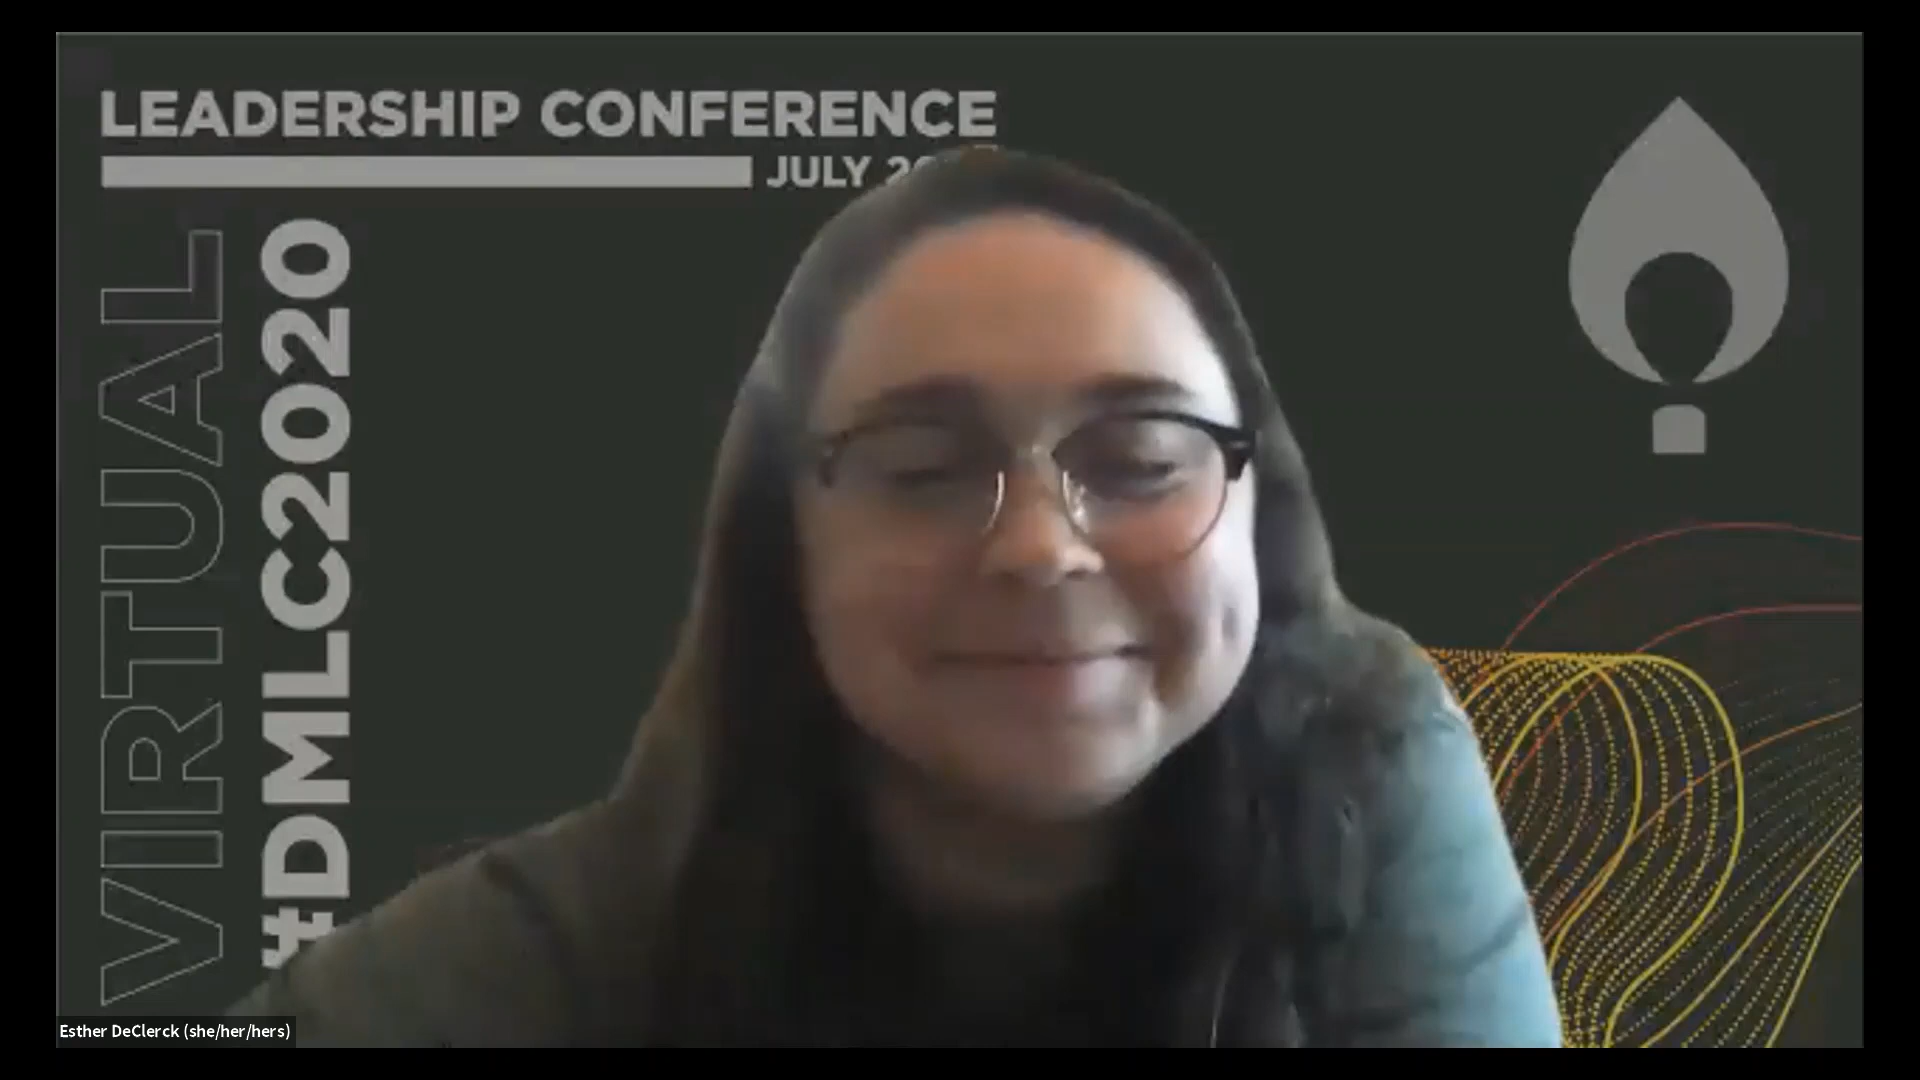 LEADERSHIP CONFERENCE
JULY
VIRTUAL
#DMLC2020
Esther DeClerck (she/her/hers)